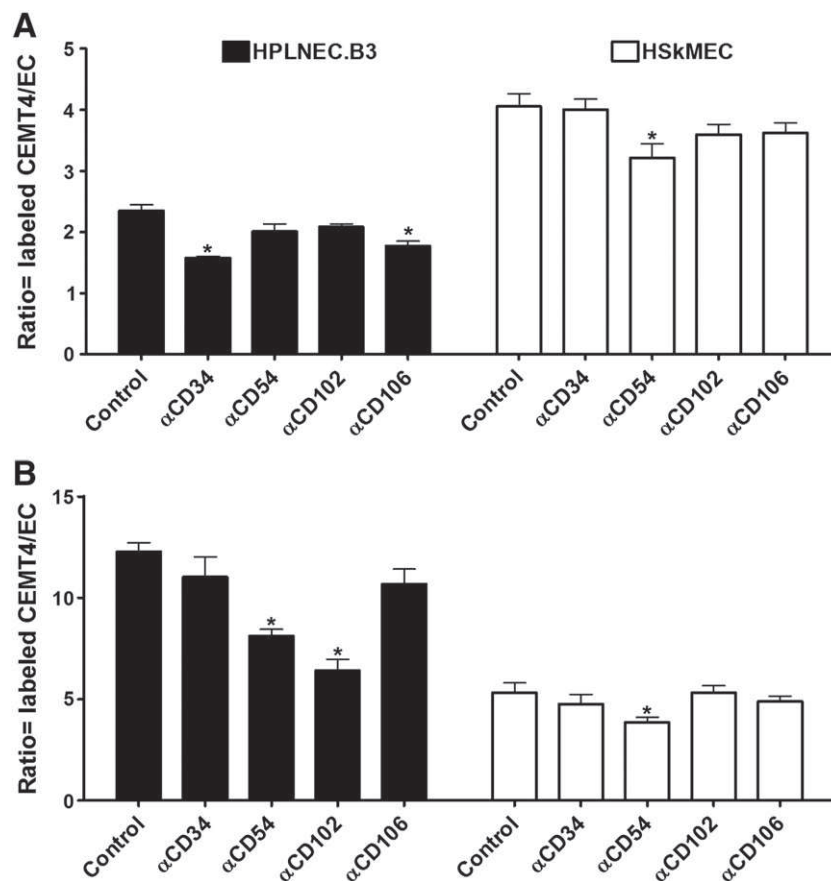 A
HPLNEC.B3
HSkMEC
Ratio= labeled CEMT4/EC
5
4
3
2
1
0
*
*
*
Control
αCD34
αCD54
αCD102
αCD106
Control
αCD34
αCD54
αCD102
αCD106
B
Ratio= labeled CEMT4/EC
15
10
5
0
*
*
*
Control
αCD34
αCD54
αCD102
αCD106
Control
αCD34
αCD54
αCD102
αCD106